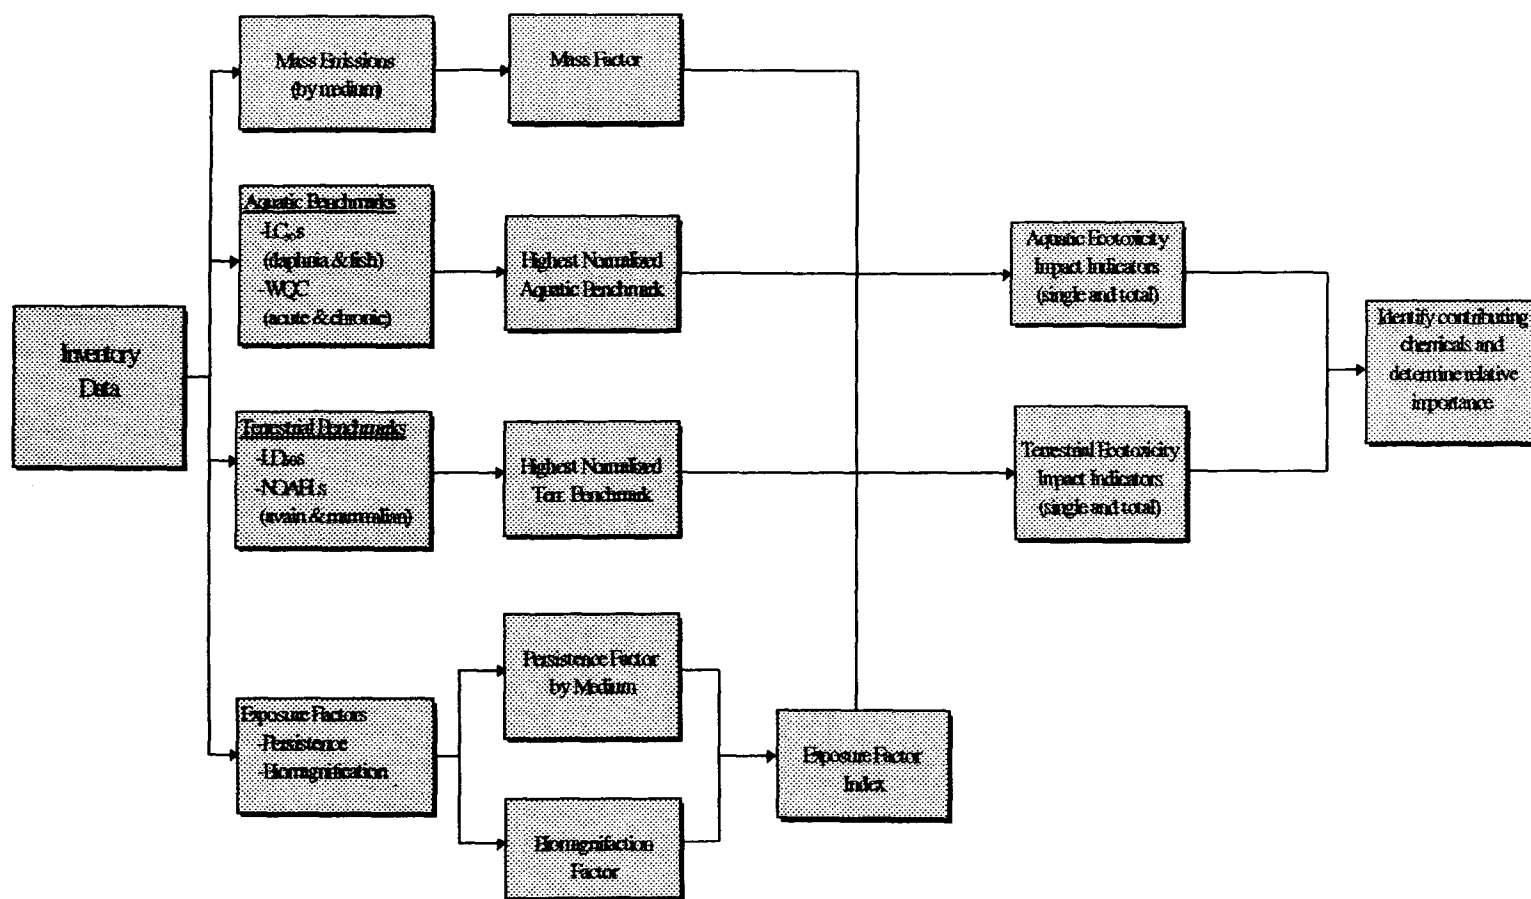 Mass Emissions
(by medium)
Mass Factor
Aquatic Benchmarks
-LC₅₀s
(daphnia & fish)
-WQC
(acute & chronic)
Highest Normalized
Aquatic Benchmark
Aquatic Ecotoxicity
Impact Indicators
(single and total)
Inventory
Data
Identify contributing
chemicals and
determine relative
importance
Terrestrial Benchmarks
-LD₅₀s
-NOAELs
(avain & mammalian)
Highest Normalized
Terr. Benchmark
Terrestrial Ecotoxicity
Impact Indicators
(single and total)
Exposure Factors
-Persistence
-Biomagnification
Persistence Factor
by Medium
Exposure Factor
Index
Biomagnifaction
Factor